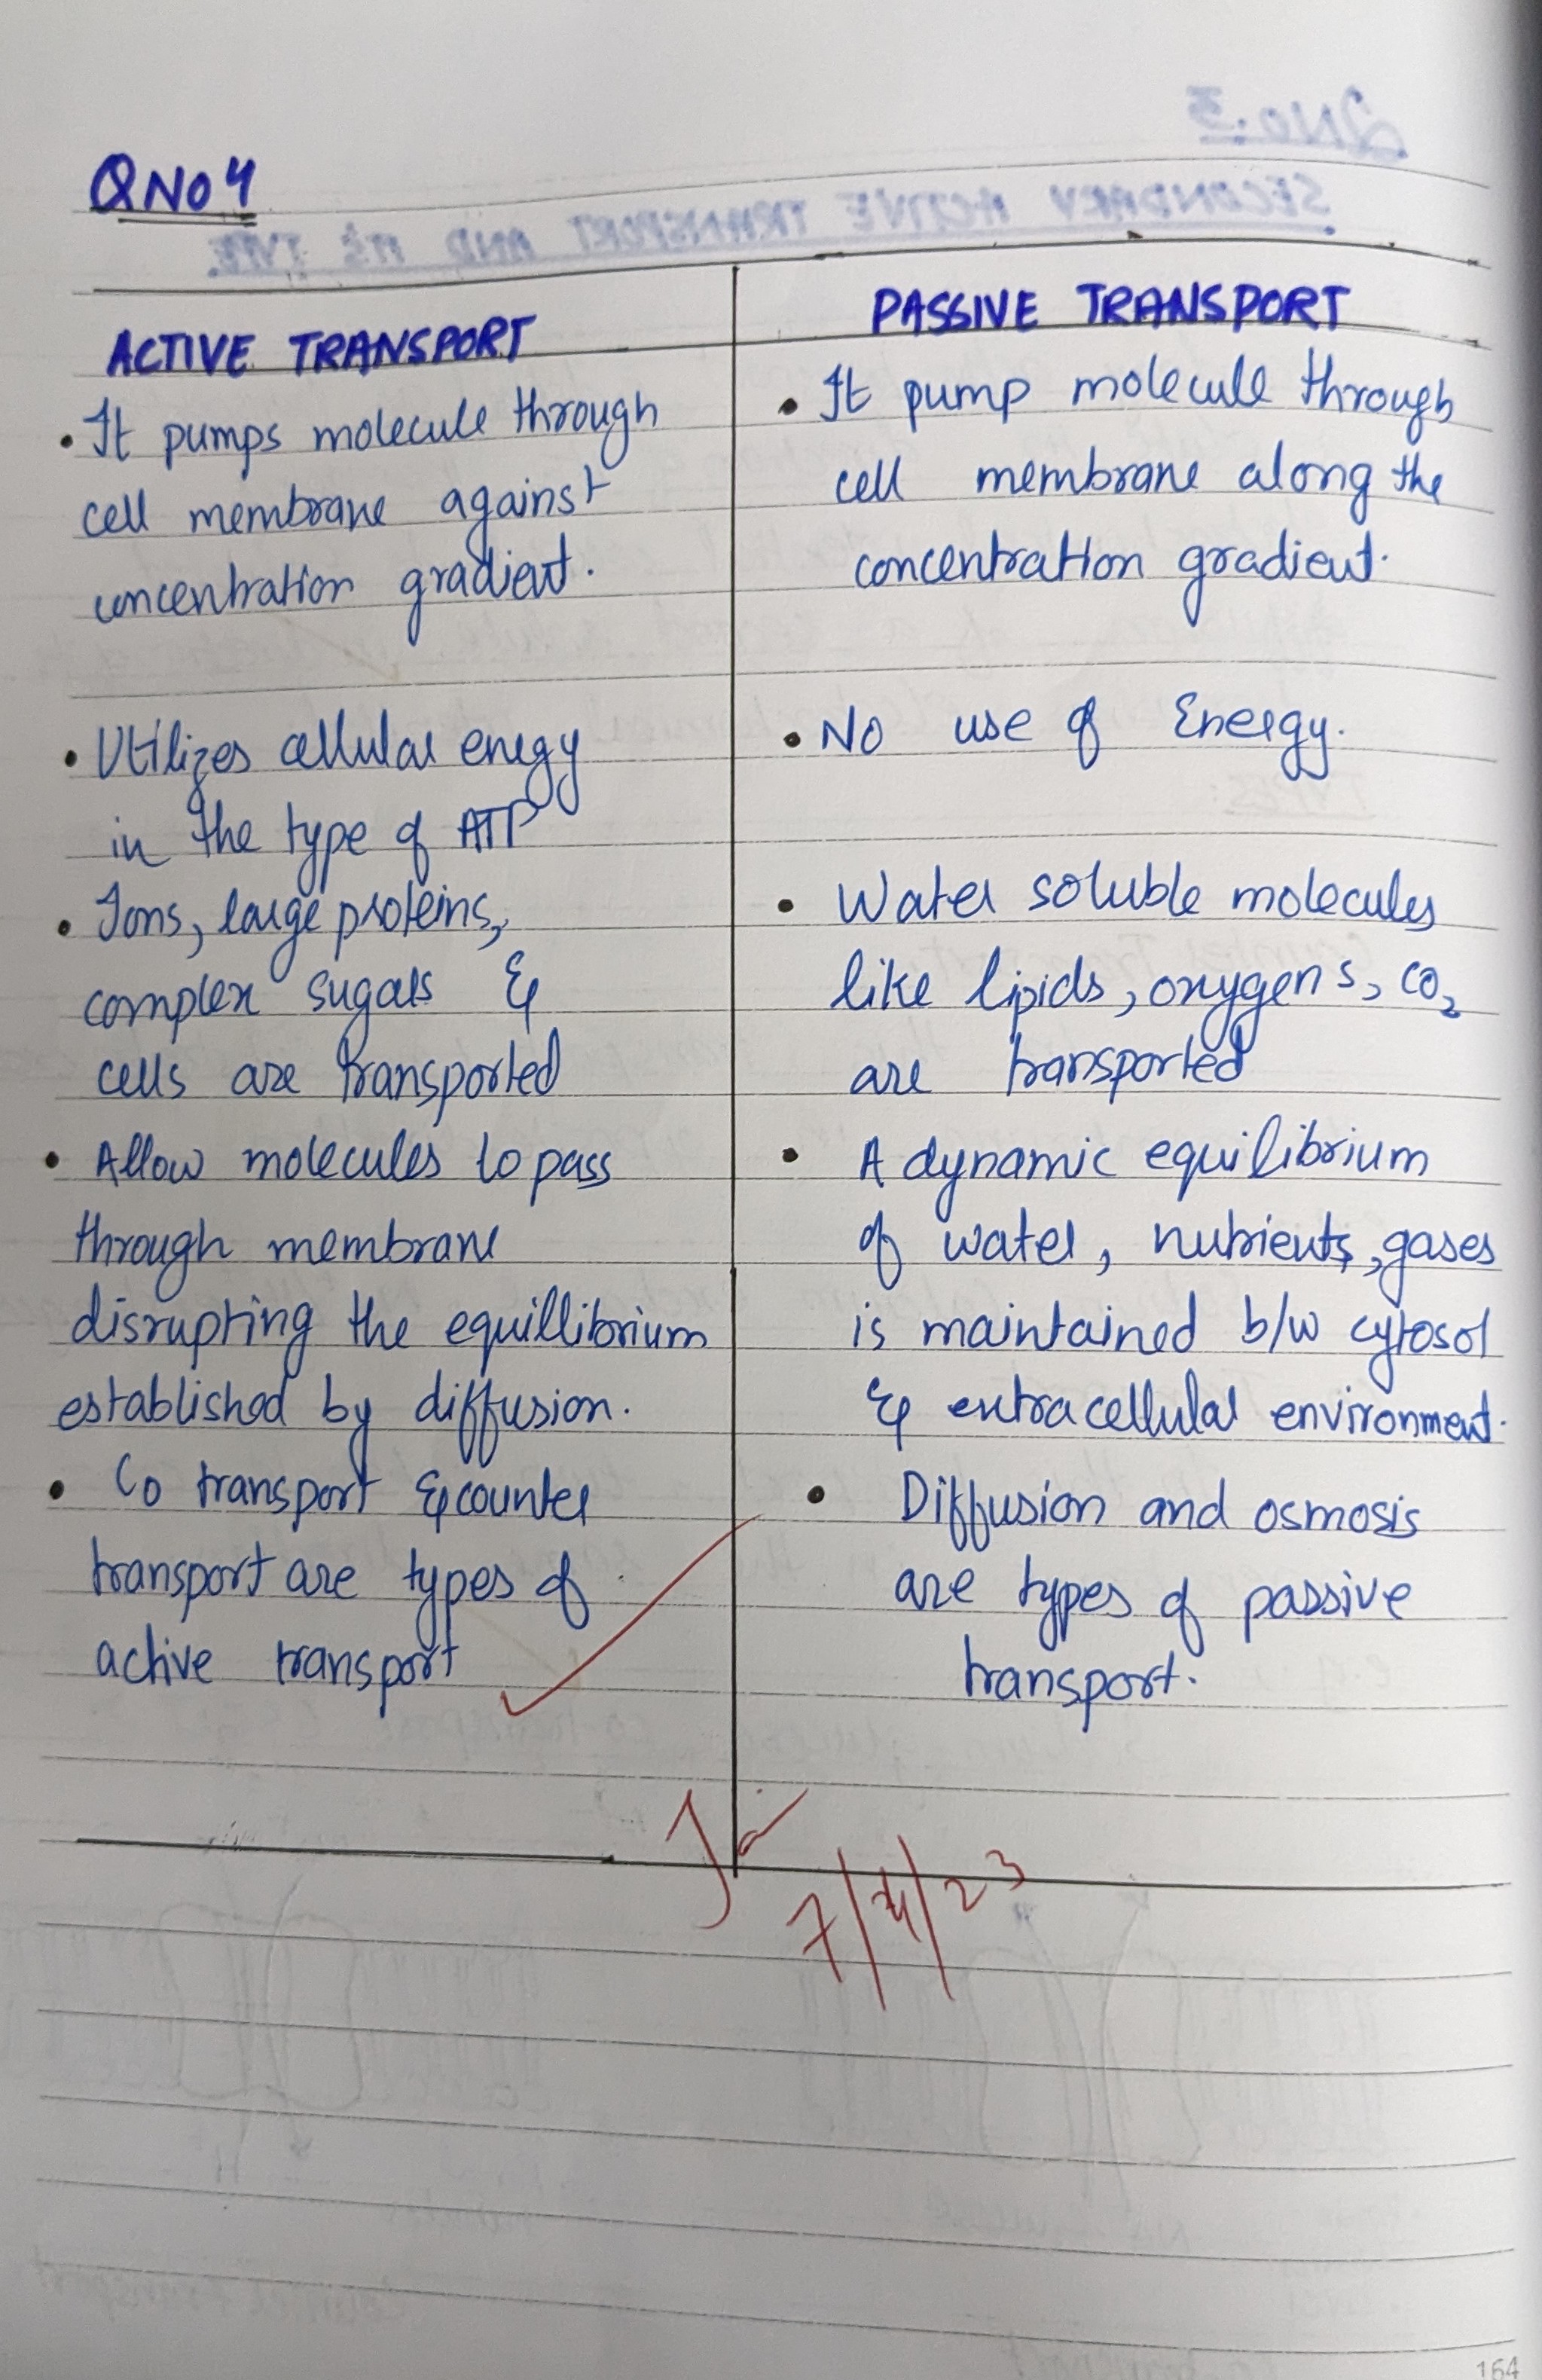 QNO 4
ACTIVE TRANSPORT
• It pumps molecule through
cell membrane against
concentration gradient.
• Utilizes cellular enegy
in the type of ATP
• Ions, large proteins,
complex sugars &
cells are transported
• Allow molecules to pass
through membrane
disrupting the equillibrium
established by diffusion.
• Co transport & counter
transport are types of
active transport
PASSIVE TRANSPORT
• It pump molecule through
cell membrane along the
concentration gradient.
• No use of Energy.
• Water soluble molecules
like lipids, oxygens, CO₂
are transported
• A dynamic equilibrium
of water, nutrients, gases
is maintained b/w cytosol
& extracellular environment.
• Diffusion and osmosis
are types of passive
transport.
7/4/23
164